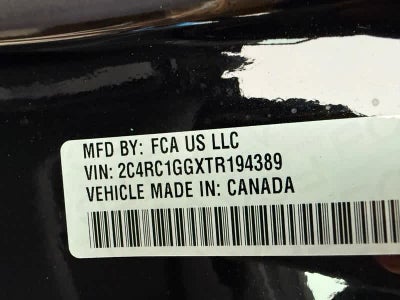 MFD BY: FCA US LLC
VIN: 2C4RC1GGXTR194389
VEHICLE MADE IN: CANADA